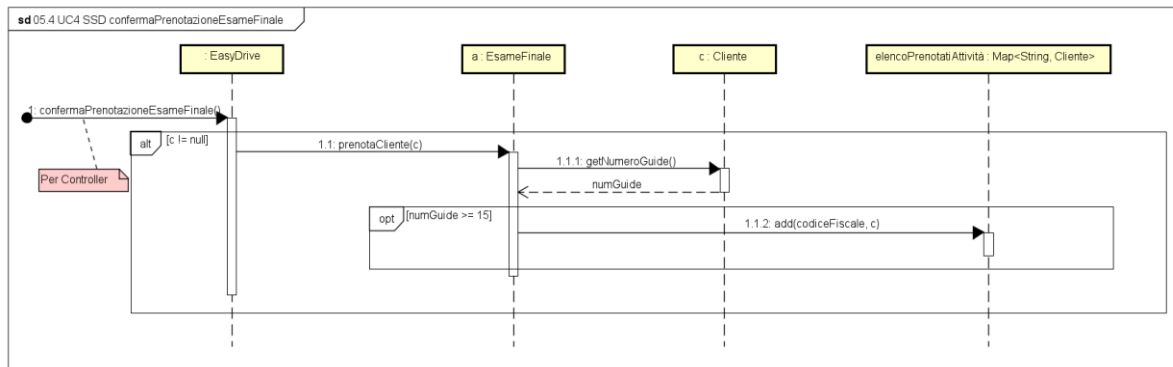 sd 05.4 UC4 SSD confermaPrenotazioneEsameFinale
: EasyDrive
a : EsameFinale
c : Cliente
elencoPrenotatiAttività : Map<String, Cliente>
1: confermaPrenotazioneEsameFinale()
alt
[c != null]
1.1: prenotaCliente(c)
1.1.1: getNumeroGuide()
Per Controller
numGuide
opt
[numGuide >= 15]
1.1.2: add(codiceFiscale, c)